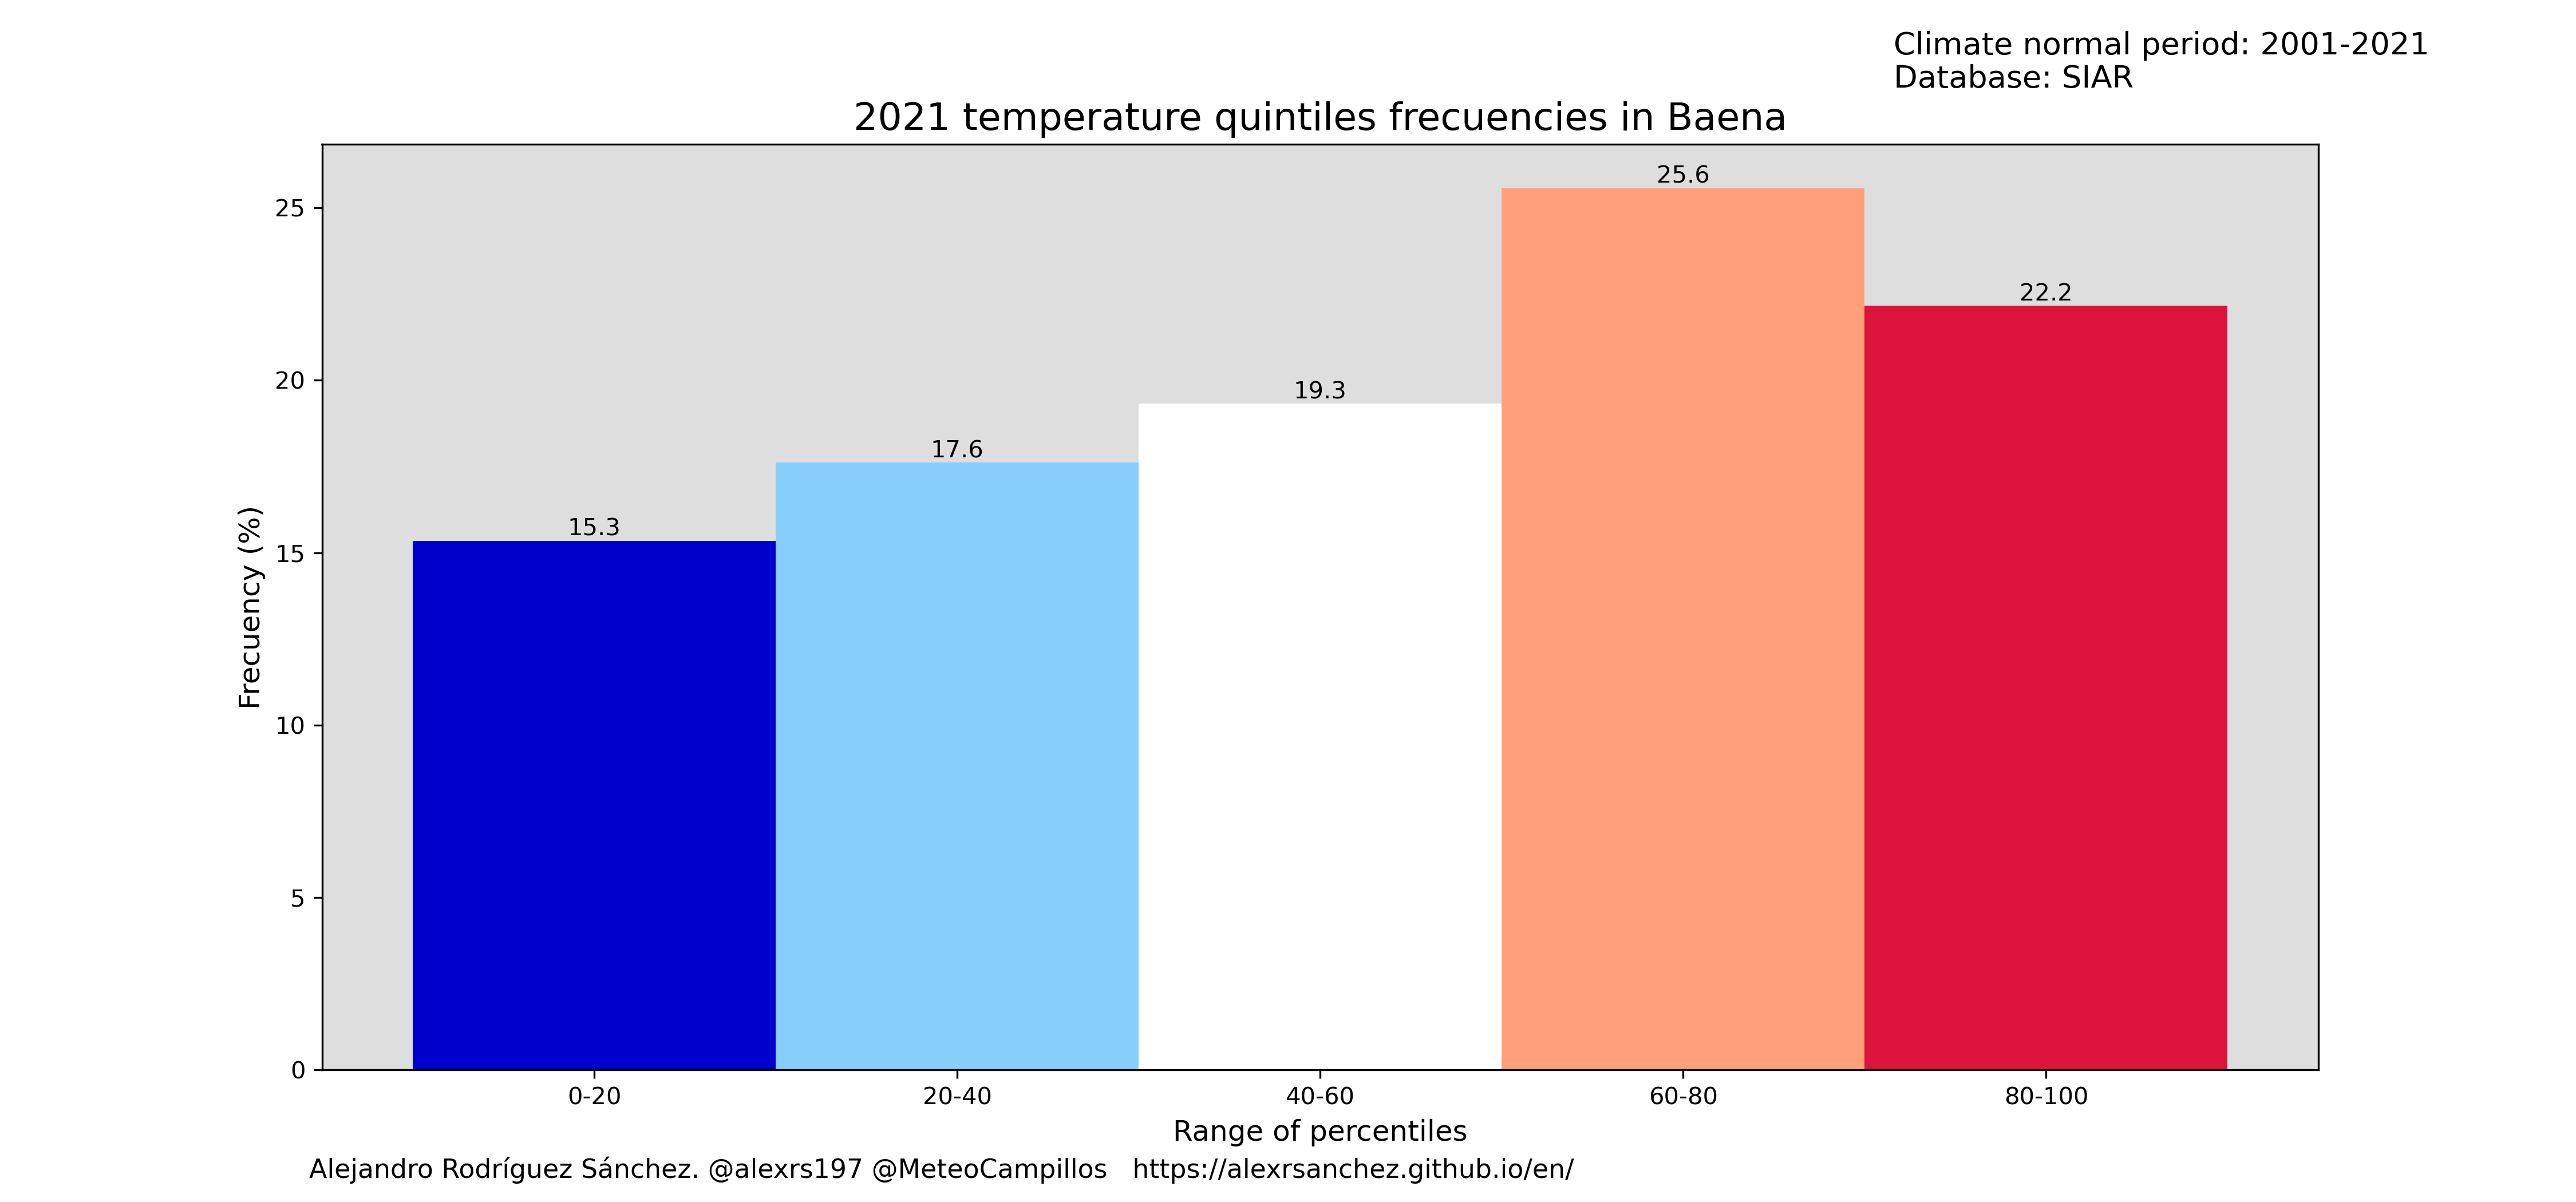 Climate normal period: 2001-2021
Database: SIAR
2021 temperature quintiles frecuencies in Baena
Frecuency (%)
25
20
15
10
5
0
15.3
17.6
19.3
25.6
22.2
0-20
20-40
40-60
60-80
80-100
Range of percentiles
Alejandro Rodríguez Sánchez. @alexrs197 @MeteoCampillos https://alexrsanchez.github.io/en/